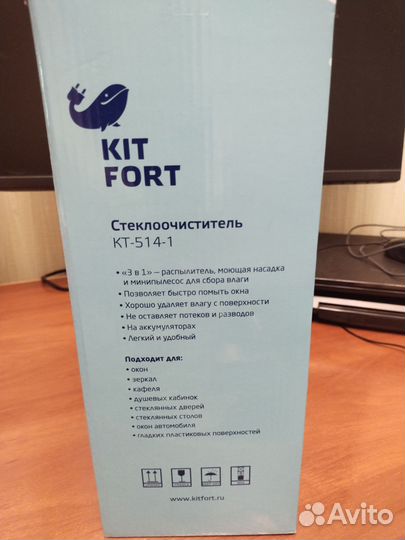 KIT
FORT
Стеклоочиститель
КТ-514-1
• «3 в 1» – распылитель, моющая насадка
и минипылесос для сбора влаги
• Позволяет быстро помыть окна
• Хорошо удаляет влагу с поверхности
• Не оставляет потеков и разводов
• На аккумуляторах
• Легкий и удобный
Подходит для:
• окон
• зеркал
• кафеля
• душевых кабинок
• стеклянных дверей
• стеклянных столов
• окон автомобиля
• гладких пластиковых поверхностей
www.kitfort.ru
Avito